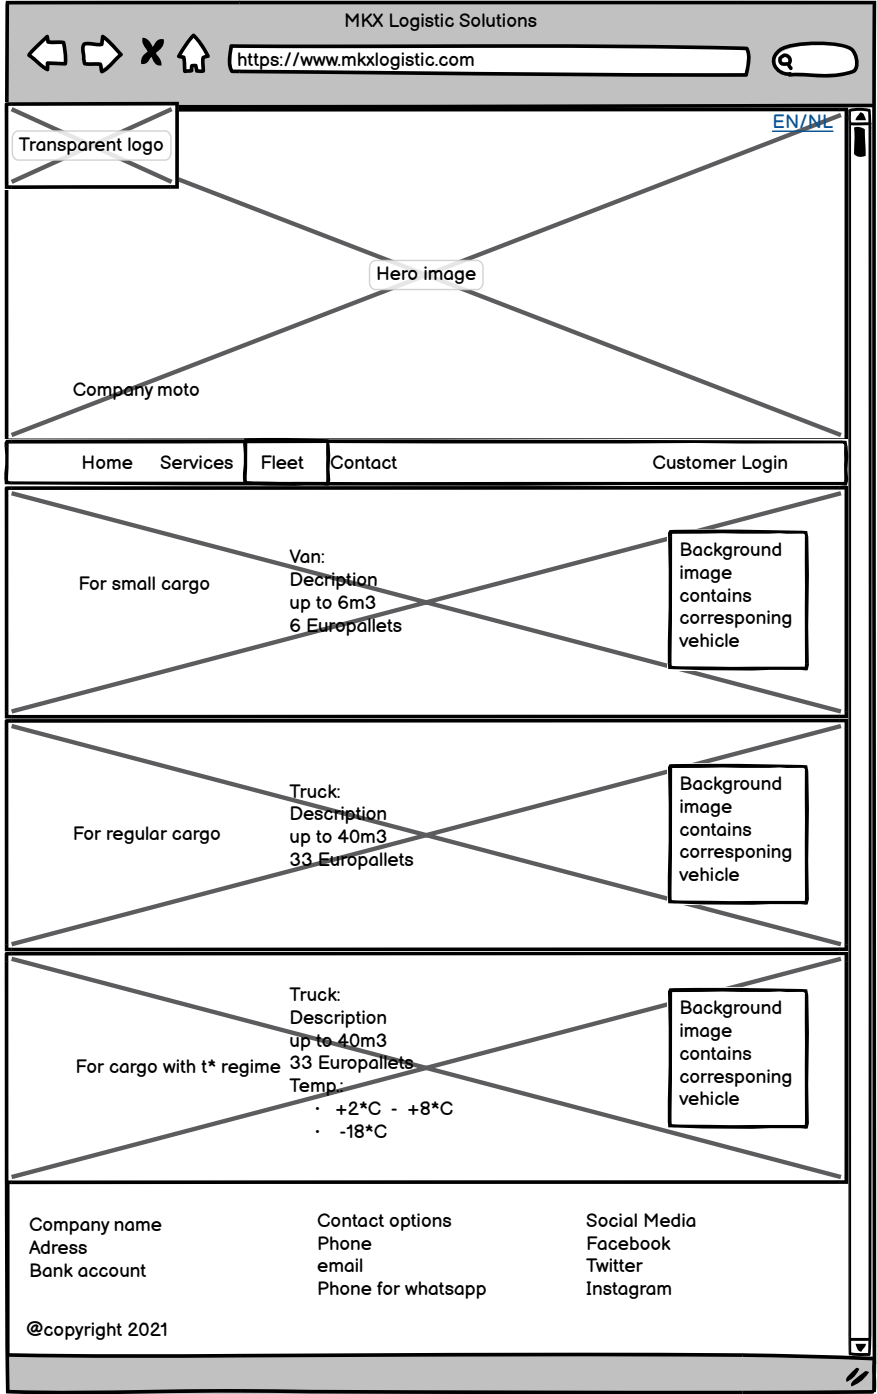 MKX Logistic Solutions
https://www.mkxlogistic.com
EN/NL
Transparent logo
Hero image
Company moto
Home Services Fleet Contact Customer Login
For small cargo
Van:
Decription
up to 6m3
6 Europallets
Background
image
contains
corresponing
vehicle
For regular cargo
Truck:
Description
up to 40m3
33 Europallets
Background
image
contains
corresponing
vehicle
For cargo with t* regime
Truck:
Description
up to 40m3
33 Europallets
Temp.:
· +2*C - +8*C
· -18*C
Background
image
contains
corresponing
vehicle
Company name
Adress
Bank account
Contact options
Phone
email
Phone for whatsapp
Social Media
Facebook
Twitter
Instagram
@copyright 2021